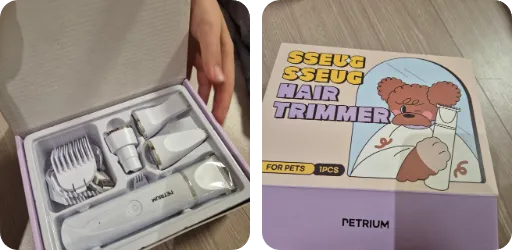 PETRIUM
SSEUG
SSEUG
HAIR
TRIMMER
FOR PETS 1PCS
PETRIUM